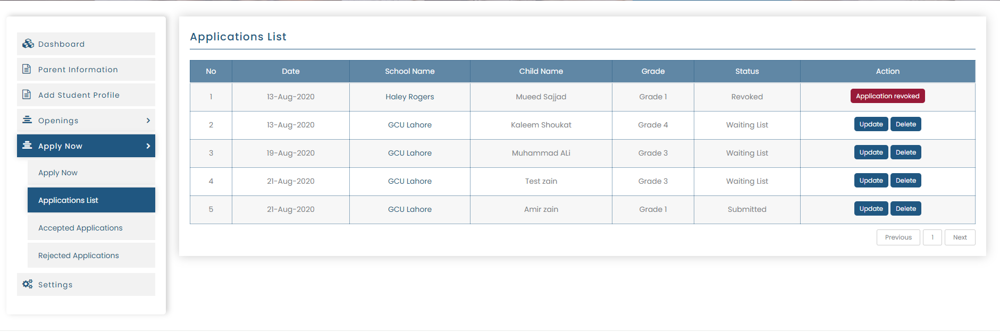 Dashboard
Parent Information
Add Student Profile
Openings
Apply Now
Apply Now
Applications List
Accepted Applications
Rejected Applications
Settings
Applications List
No Date School Name Child Name Grade Status Action
1 13-Aug-2020 Haley Rogers Mueed Sajjad Grade 1 Revoked Application revoked
2 13-Aug-2020 GCU Lahore Kaleem Shoukat Grade 4 Waiting List Update Delete
3 19-Aug-2020 GCU Lahore Muhammad ALi Grade 3 Waiting List Update Delete
4 21-Aug-2020 GCU Lahore Test zain Grade 3 Waiting List Update Delete
5 21-Aug-2020 GCU Lahore Amir zain Grade 1 Submitted Update Delete
Previous 1 Next